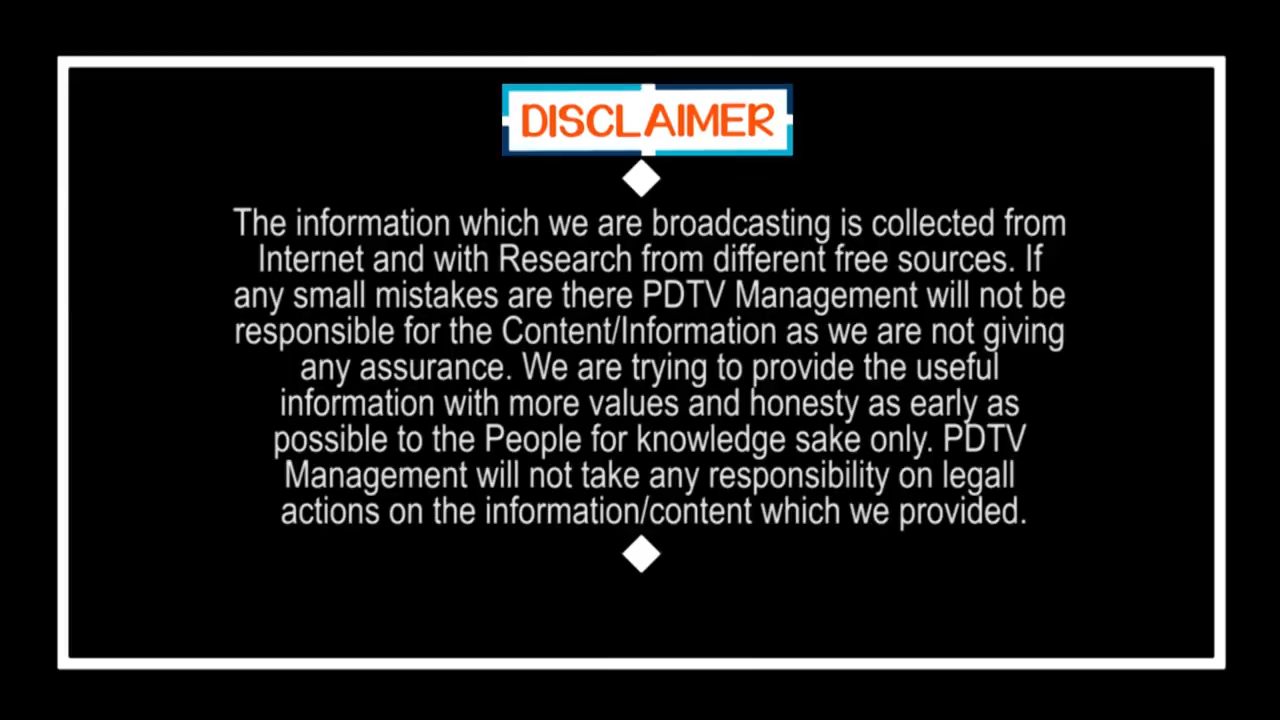 DISCLAIMER
The information which we are broadcasting is collected from
Internet and with Research from different free sources. If
any small mistakes are there PDTV Management will not be
responsible for the Content/Information as we are not giving
any assurance. We are trying to provide the useful
information with more values and honesty as early as
possible to the People for knowledge sake only. PDTV
Management will not take any responsibility on legall
actions on the information/content which we provided.